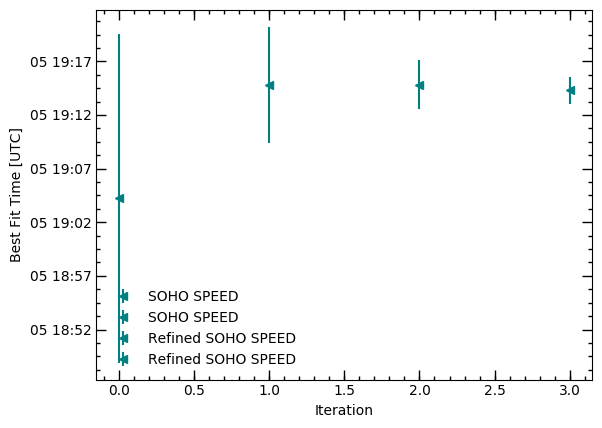 Best Fit Time [UTC]
05 19:17
05 19:12
05 19:07
05 19:02
05 18:57
05 18:52
SOHO SPEED
SOHO SPEED
Refined SOHO SPEED
Refined SOHO SPEED
0.0 0.5 1.0 1.5 2.0 2.5 3.0
Iteration